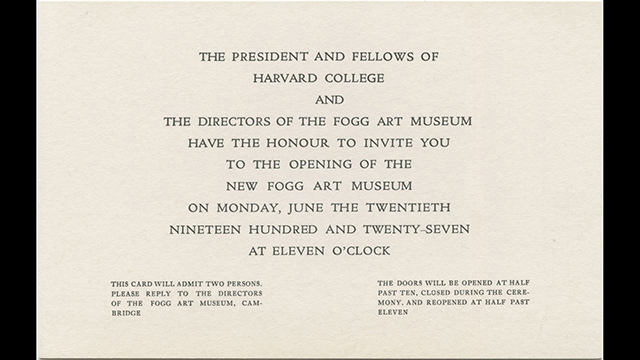 THE PRESIDENT AND FELLOWS OF
HARVARD COLLEGE
AND
THE DIRECTORS OF THE FOGG ART MUSEUM
HAVE THE HONOUR TO INVITE YOU
TO THE OPENING OF THE
NEW FOGG ART MUSEUM
ON MONDAY, JUNE THE TWENTIETH
NINETEEN HUNDRED AND TWENTY-SEVEN
AT ELEVEN O'CLOCK
THIS CARD WILL ADMIT TWO PERSONS.
PLEASE REPLY TO THE DIRECTORS
OF THE FOGG ART MUSEUM, CAM-
BRIDGE
THE DOORS WILL BE OPENED AT HALF
PAST TEN, CLOSED DURING THE CERE-
MONY, AND REOPENED AT HALF PAST
ELEVEN